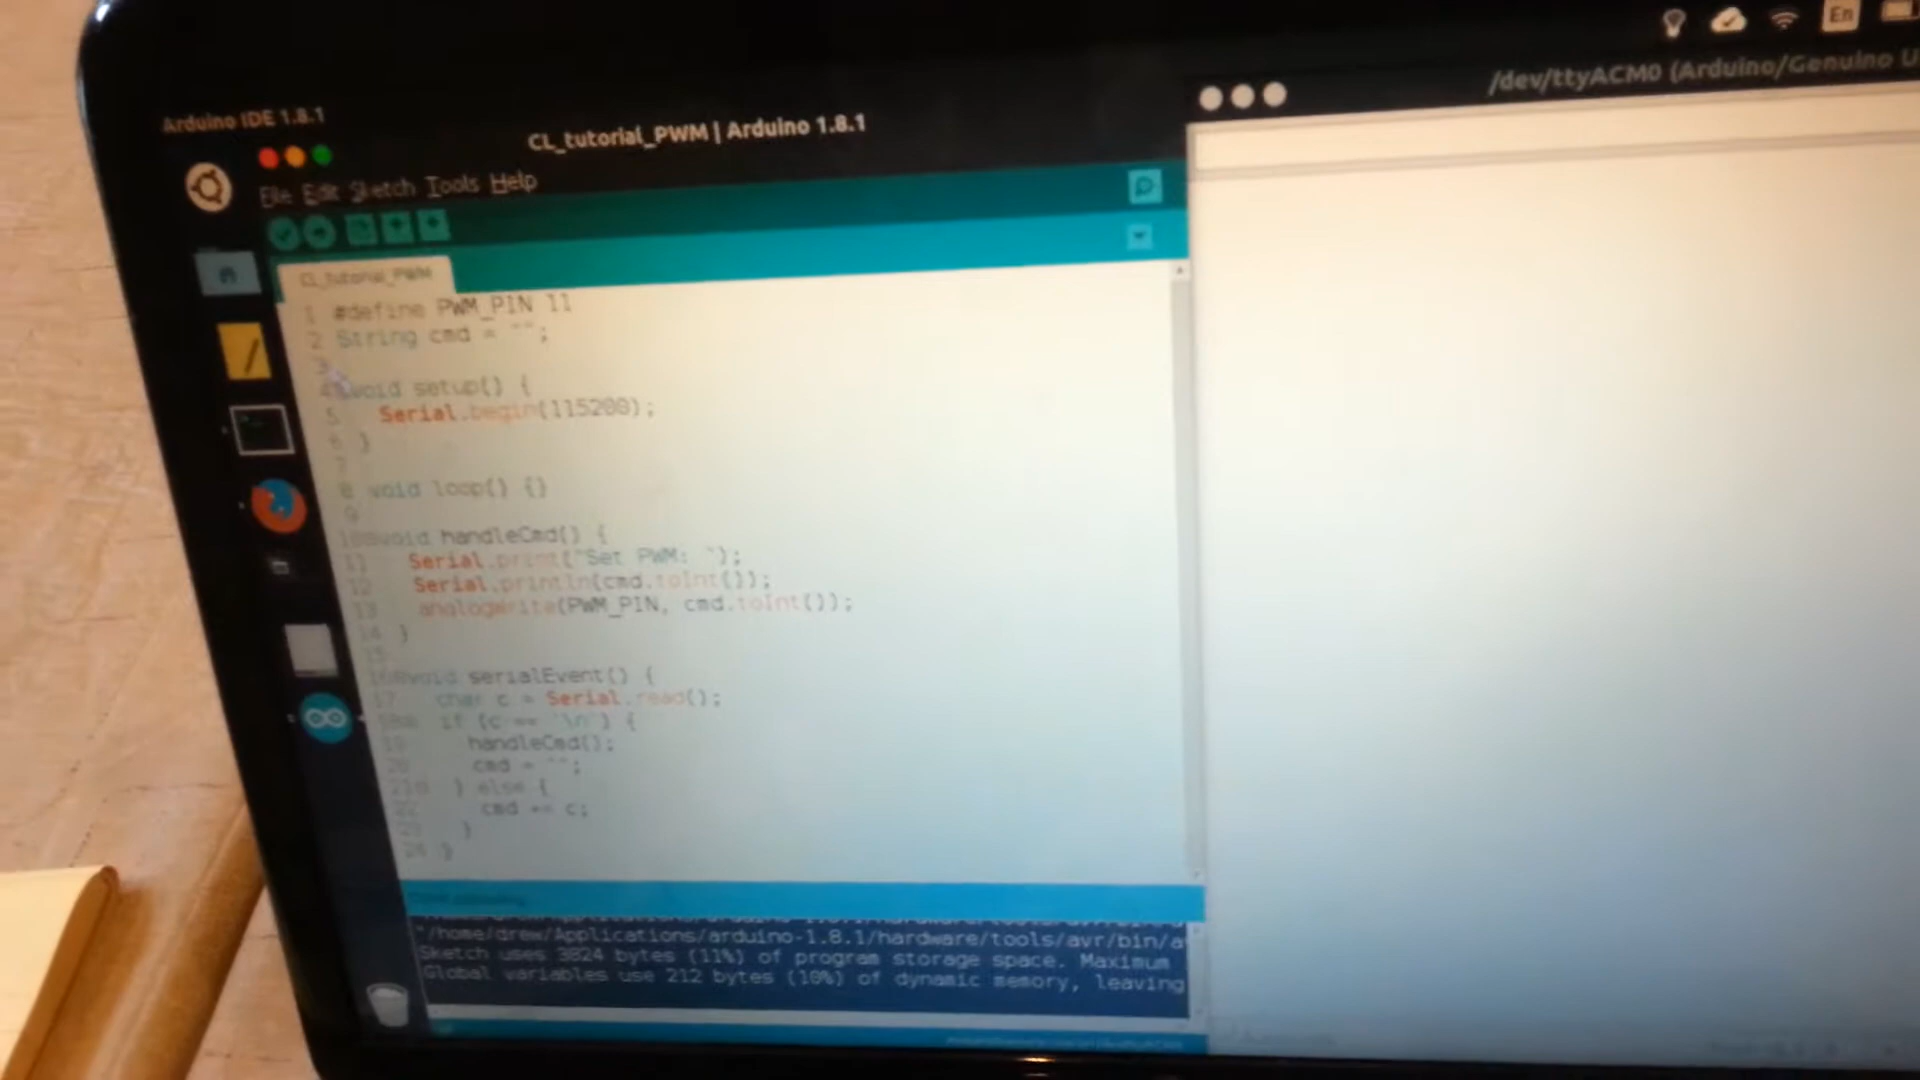 En
/dev/ttyACM0 (Arduino/Genuino U
Arduino IDE 1.8.1
CL_tutorial_PWM | Arduino 1.8.1
File Edit Sketch Tools Help
CL_tutorial_PWM
1 #define PWM_PIN 11
2 String cmd = "";
3
4 void setup() {
5 Serial.begin(115200);
6 }
7
8 void loop() {}
9
10 void handleCmd() {
11 Serial.print("Set PWM: ");
12 Serial.println(cmd.toInt());
13 analogWrite(PWM_PIN, cmd.toInt());
14 }
15
16 void serialEvent() {
17 char c = Serial.read();
18 if (c == '\n') {
19 handleCmd();
20 cmd = "";
21 } else {
22 cmd += c;
23 }
24 }
"/home/drew/Applications/arduino-1.8.1/hardware/tools/avr/bin/a
Sketch uses 3824 bytes (11%) of program storage space. Maximum
Global variables use 212 bytes (10%) of dynamic memory, leaving